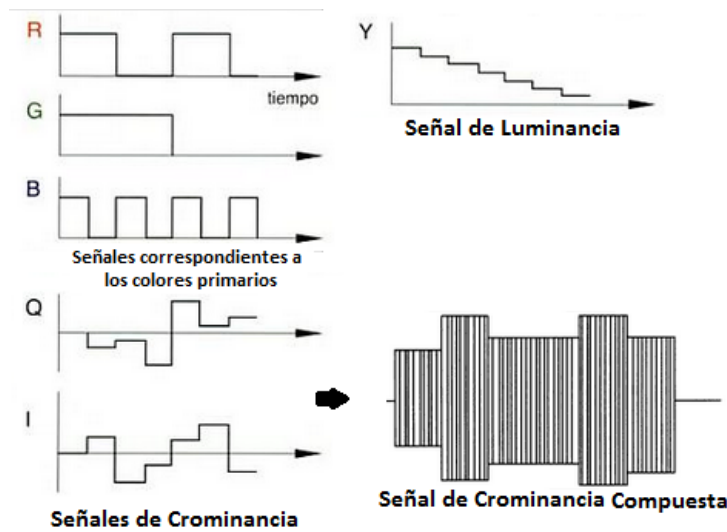 R
tiempo
G
B
Señales correspondientes a
los colores primarios
Y
Señal de Luminancia
Q
I
Señales de Crominancia
Señal de Crominancia Compuesta